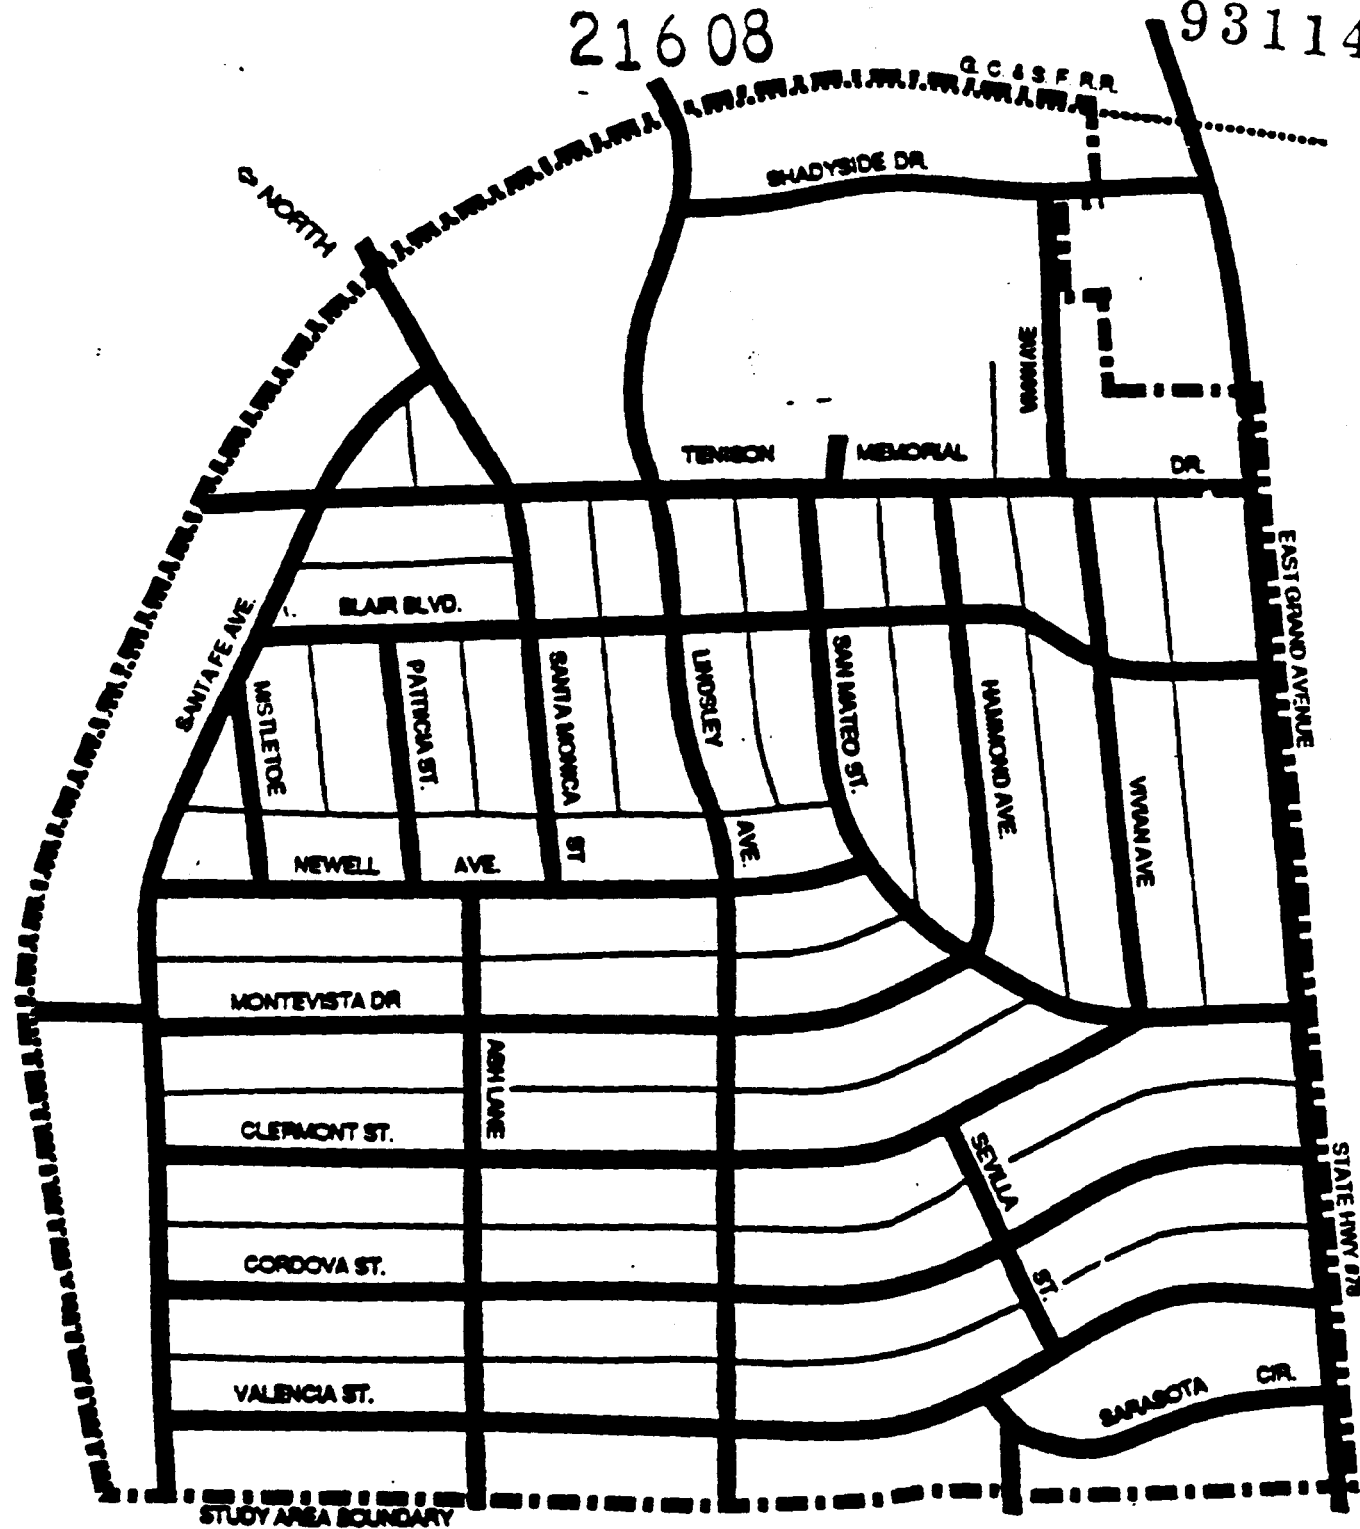 21608
93114
G. C. & S. F. R.R.
SHADYSIDE DR.
NORTH
TENISON MEMORIAL DR.
BLAIR BLVD.
EAST GRAND AVENUE
SANTA FE AVE.
MISTLETOE
PATRICIA ST.
SANTA MONICA ST
LINDSLEY AVE.
SAN MATEO ST.
HAMMOND AVE.
VIVIAN AVE
NEWELL AVE.
MONTEVISTA DR
ASH LANE
CLERMONT ST.
SEVILLA ST.
STATE HWY
CORDOVA ST.
VALENCIA ST.
SARASOTA CIR.
STUDY AREA BOUNDARY